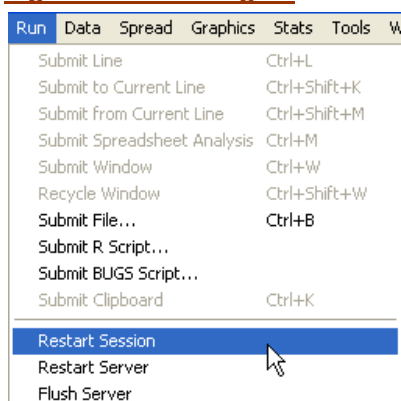 Run Data Spread Graphics Stats Tools W
Submit Line Ctrl+L
Submit to Current Line Ctrl+Shift+K
Submit from Current Line Ctrl+Shift+M
Submit Spreadsheet Analysis Ctrl+M
Submit Window Ctrl+W
Recycle Window Ctrl+Shift+W
Submit File... Ctrl+B
Submit R Script...
Submit BUGS Script...
Submit Clipboard Ctrl+K
Restart Session
Restart Server
Flush Server